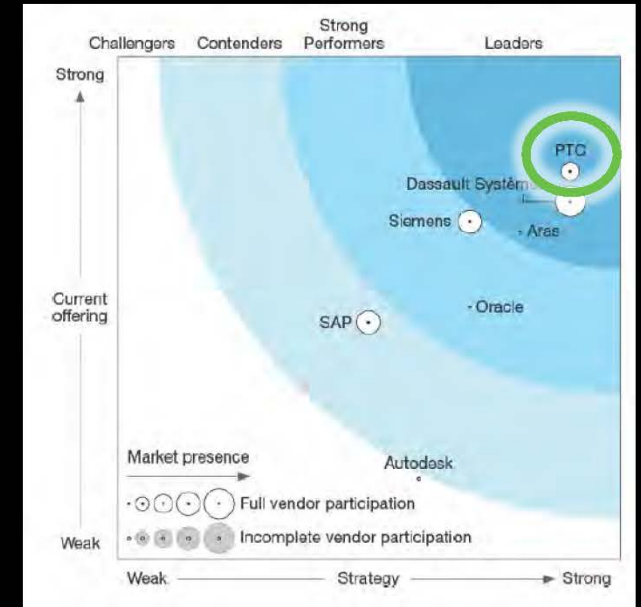 Strong
Challengers Contenders Performers Leaders
Strong
PTC
Dassault Systèm
Siemens
Aras
Current
offering
Oracle
SAP
Market presence
Autodesk
Full vendor participation
Incomplete vendor participation
Weak
Weak Strategy Strong